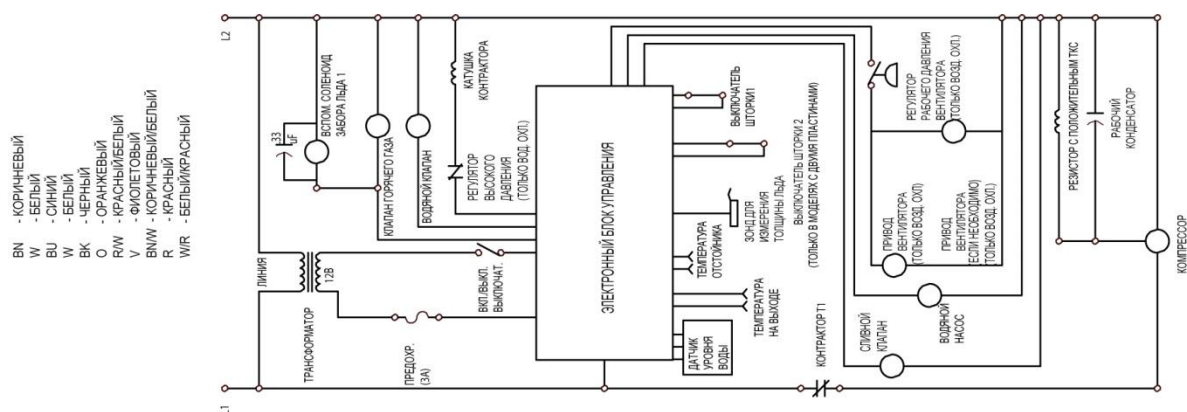 BN - КОРИЧНЕВЫЙ
W - БЕЛЫЙ
BU - СИНИЙ
W - БЕЛЫЙ
BK - ЧЕРНЫЙ
O - ОРАНЖЕВЫЙ
R/W - КРАСНЫЙ/БЕЛЫЙ
V - ФИОЛЕТОВЫЙ
BN/W - КОРИЧНЕВЫЙ/БЕЛЫЙ
R - КРАСНЫЙ
W/R - БЕЛЫЙ/КРАСНЫЙ
L2
L1
ЛИНИЯ
12В
ТРАНСФОРМАТОР
ПРЕДОХР.
(3А)
.33
uF
ВСПОМ. СОЛЕНОИД
ЗАБОРА ЛЬДА 1
КЛАПАН ГОРЯЧЕГО ГАЗА
ВОДЯНОЙ КЛАПАН
КАТУШКА
КОНТРАКТОРА
РЕГУЛЯТОР
ВЫСОКОГО
ДАВЛЕНИЯ
(ТОЛЬКО ВОД. ОХЛ.)
ВКЛ./ВЫКЛ.
ВЫКЛЮЧАТ.
ЭЛЕКТРОННЫЙ БЛОК УПРАВЛЕНИЯ
ВЫКЛЮЧАТЕЛЬ
ШТОРКИ1
ЗОНД ДЛЯ
ИЗМЕРЕНИЯ
ТОЛЩИНЫ ЛЬДА
ВЫКЛЮЧАТЕЛЬ ШТОРКИ 2
(ТОЛЬКО В МОДЕЛЯХ С ДВУМЯ ПЛАСТИНАМИ)
ТЕМПЕРАТУРА
ОТСТОЙНИКА
ТЕМПЕРАТУРА
НА ВЫХОДЕ
ДАТЧИК
УРОВНЯ
ВОДЫ
КОНТРАКТОР Т1
РЕГУЛЯТОР
РАБОЧЕГО ДАВЛЕНИЯ
ВЕНТИЛЯТОРА
(ТОЛЬКО ВОЗД. ОХЛ.)
ПРИВОД
ВЕНТИЛЯТОРА
(ТОЛЬКО ВОЗД. ОХЛ)
ПРИВОД
ВЕНТИЛЯТОРА
(ЕСЛИ НЕОБХОДИМО)
(ТОЛЬКО ВОЗД. ОХЛ.)
ВОДЯНОЙ
НАСОС
СЛИВНОЙ
КЛАПАН
РЕЗИСТОР С ПОЛОЖИТЕЛЬНЫМ ТКС
РАБОЧИЙ
КОНДЕНСАТОР
КОМПРЕССОР